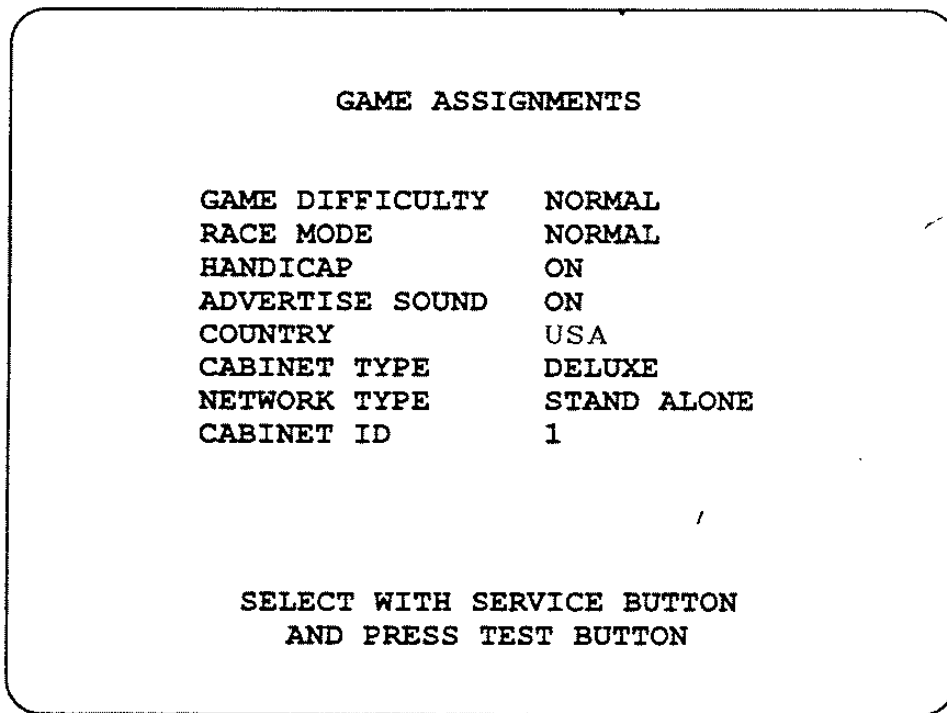 GAME ASSIGNMENTS
GAME DIFFICULTY NORMAL
RACE MODE NORMAL
HANDICAP ON
ADVERTISE SOUND ON
COUNTRY USA
CABINET TYPE DELUXE
NETWORK TYPE STAND ALONE
CABINET ID 1
SELECT WITH SERVICE BUTTON
AND PRESS TEST BUTTON